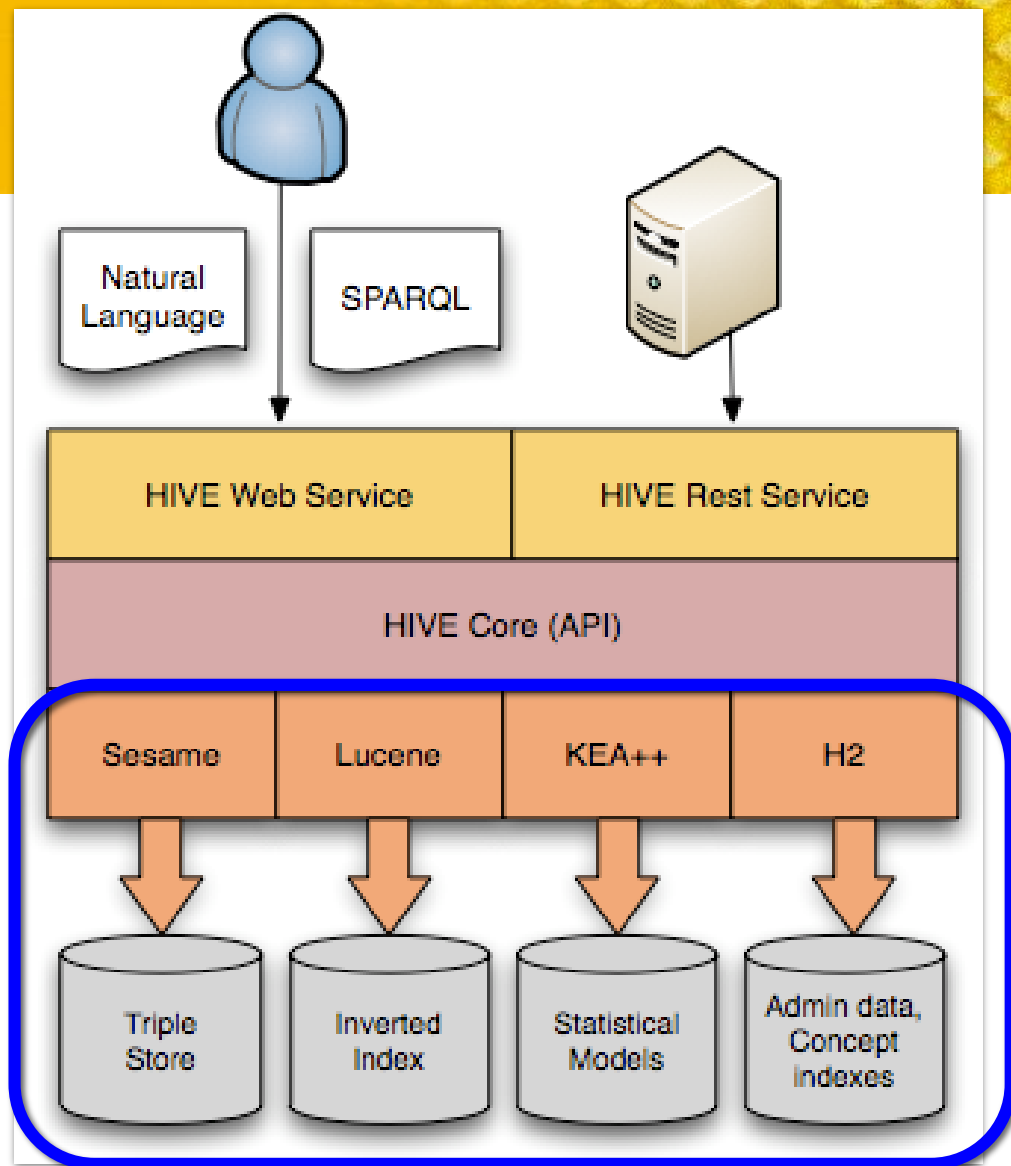 Natural
Language
SPARQL
HIVE Web Service
HIVE Rest Service
HIVE Core (API)
Sesame
Lucene
KEA++
H2
Triple
Store
Inverted
Index
Statistical
Models
Admin data,
Concept
indexes